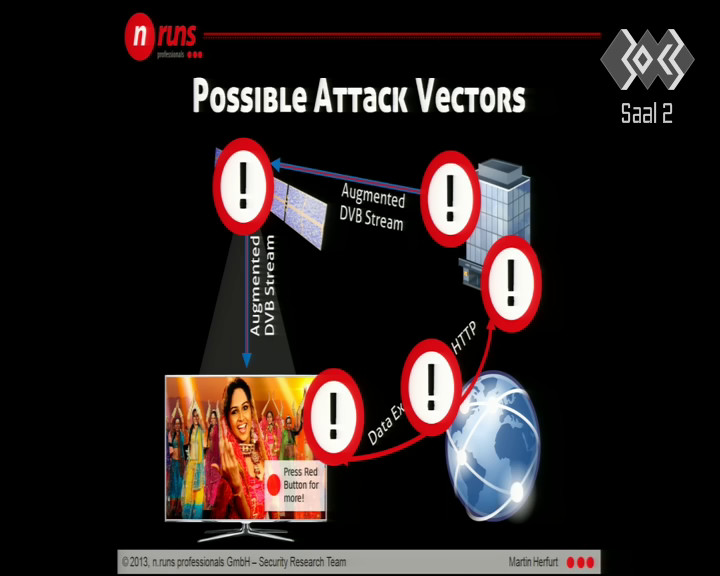 n runs
professionals
Saal 2
POSSIBLE ATTACK VECTORS
Augmented
DVB Stream
Augmented
DVB Stream
HTTP
Data Ex
Press Red
Button for
more!
© 2013, n.runs professionals GmbH – Security Research Team
Martin Herfurt